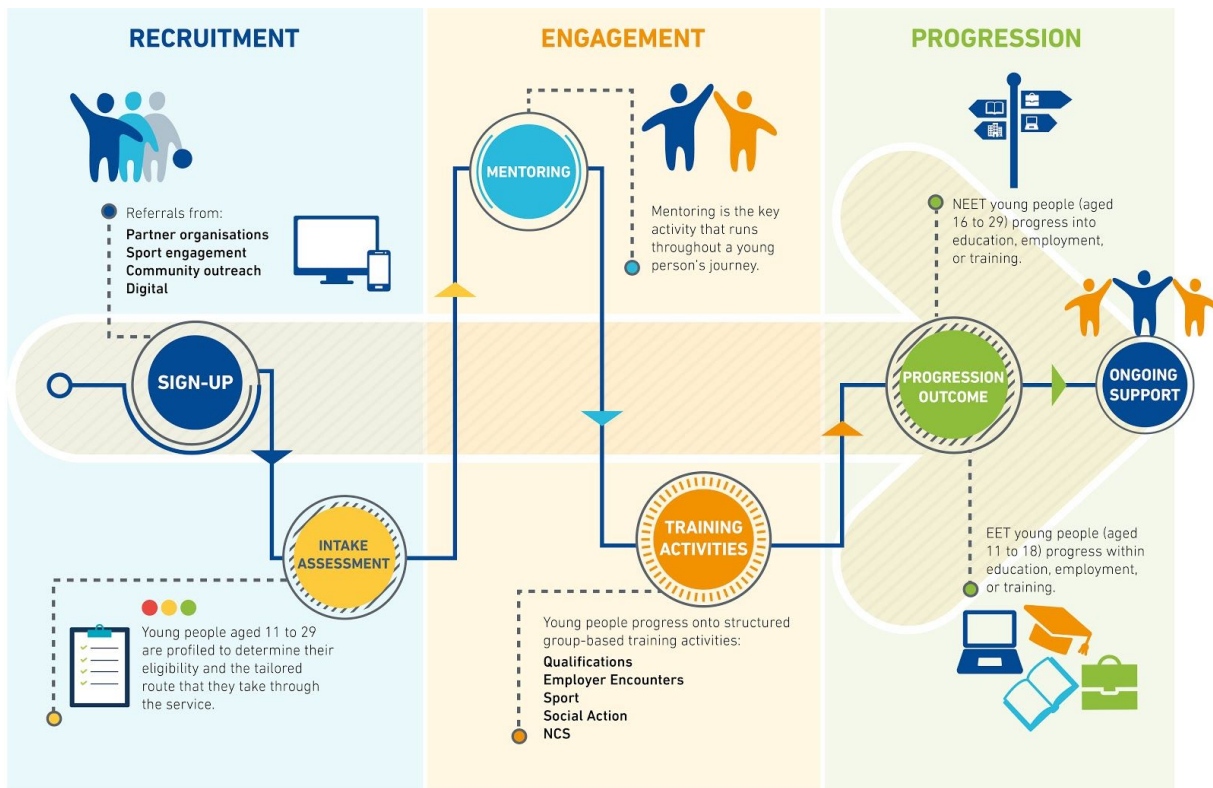 RECRUITMENT
Referrals from:
Partner organisations
Sport engagement
Community outreach
Digital
SIGN-UP
INTAKE
ASSESSMENT
Young people aged 11 to 29
are profiled to determine their
eligibility and the tailored
route that they take through
the service.
ENGAGEMENT
MENTORING
Mentoring is the key
activity that runs
throughout a young
person's journey.
TRAINING
ACTIVITIES
Young people progress onto structured
group-based training activities:
Qualifications
Employer Encounters
Sport
Social Action
NCS
PROGRESSION
NEET young people (aged
16 to 29) progress into
education, employment,
or training.
PROGRESSION
OUTCOME
ONGOING
SUPPORT
EET young people (aged
11 to 18) progress within
education, employment,
or training.